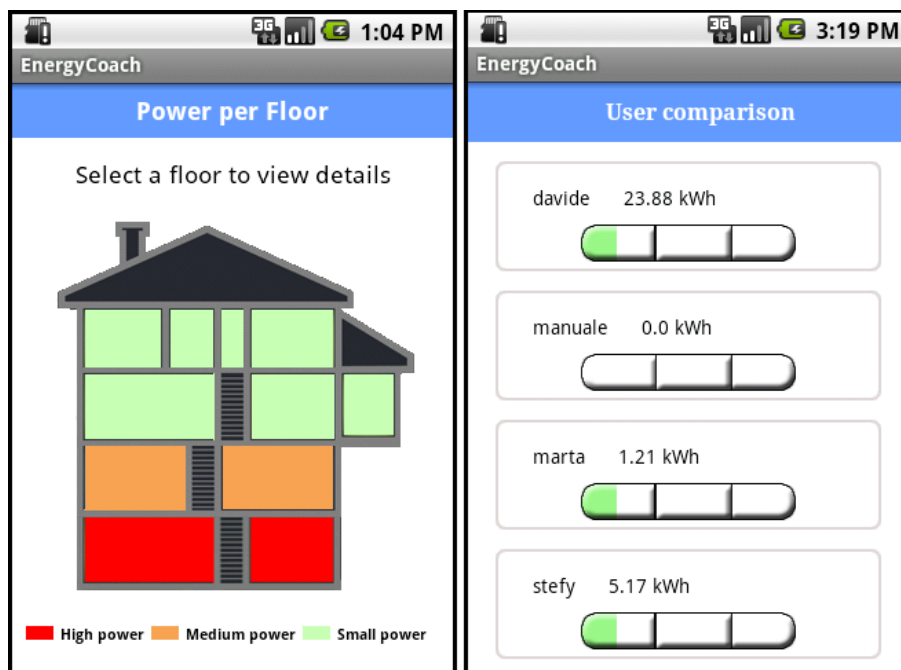 3G 1:04 PM
EnergyCoach
Power per Floor
Select a floor to view details
High power Medium power Small power
3G 3:19 PM
EnergyCoach
User comparison
davide 23.88 kWh
manuale 0.0 kWh
marta 1.21 kWh
stefy 5.17 kWh